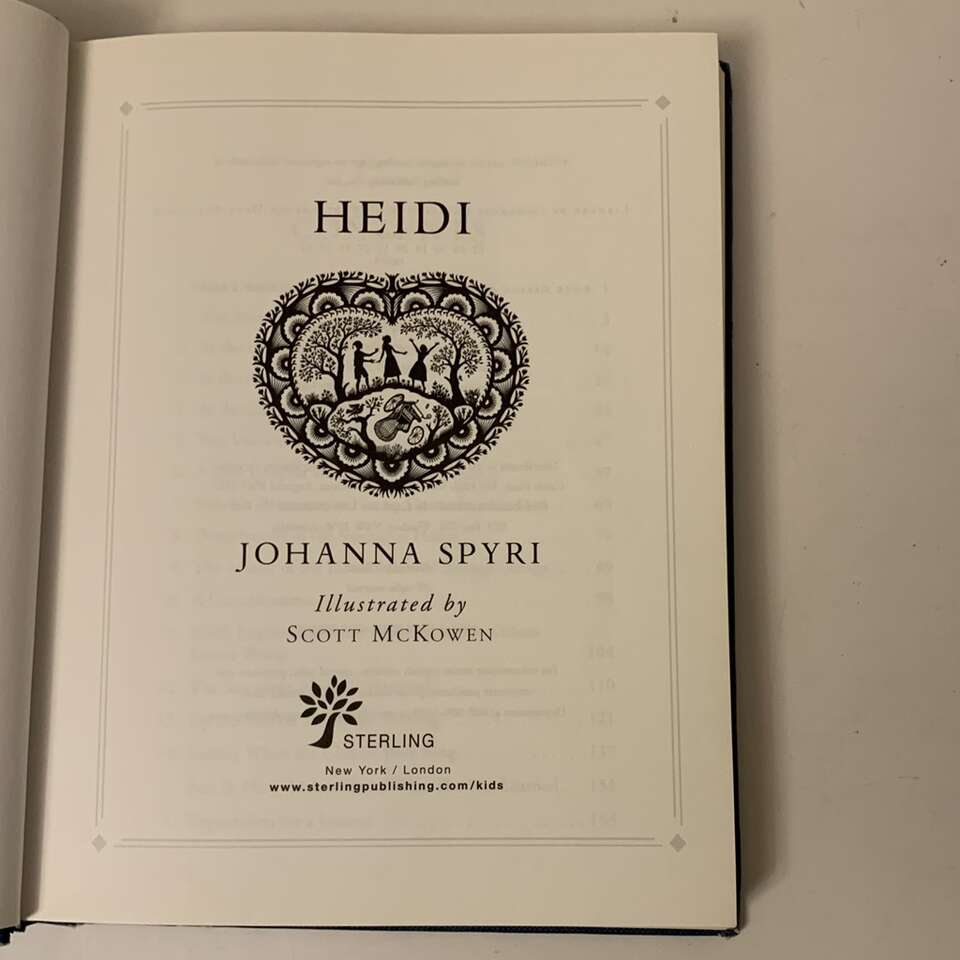 HEIDI
JOHANNA SPYRI
Illustrated by
SCOTT MCKOWEN
STERLING
New York / London
www.sterlingpublishing.com/kids